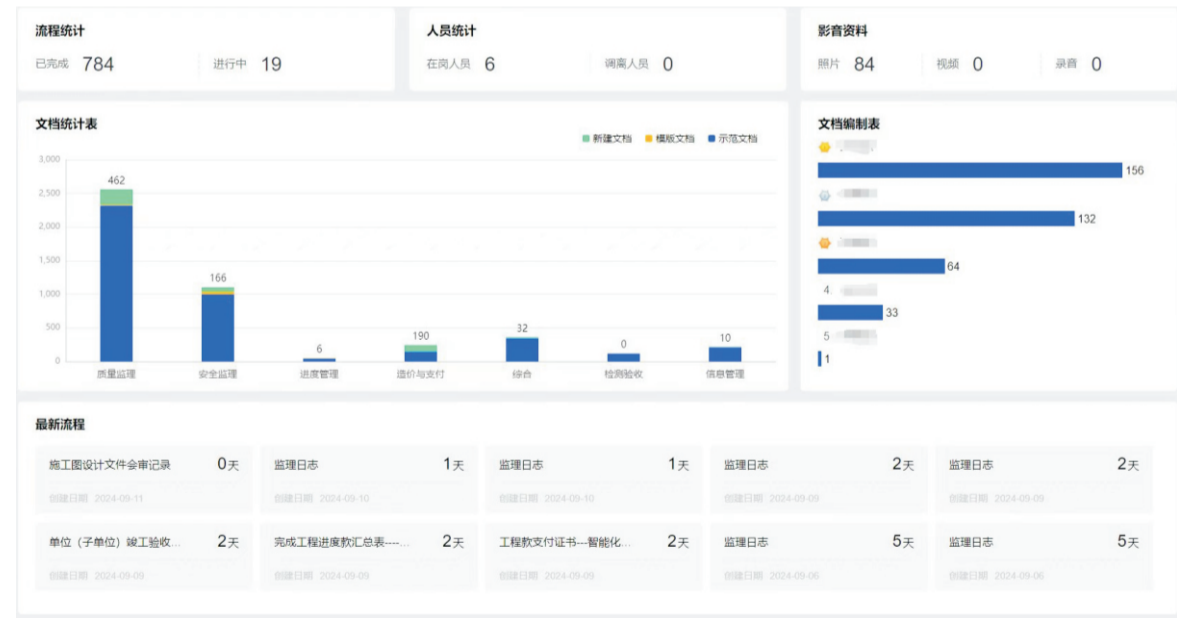 流程统计
已完成 784 进行中 19
人员统计
在岗人员 6 调离人员 0
影音资料
照片 84 视频 0 录音 0
文档统计表
新建文档 模版文档 示范文档
3,000
2,500
2,000
1,500
1,000
500
0
462
166
6
190
32
0
10
质量监理 安全监理 进度管理 造价与支付 综合 检测验收 信息管理
文档编制表
156
132
64
4.
33
5
1
最新流程
施工图设计文件会审记录 0天
创建日期 2024-09-11
监理日志 1天
创建日期 2024-09-10
监理日志 1天
创建日期 2024-09-10
监理日志 2天
创建日期 2024-09-09
监理日志 2天
创建日期 2024-09-09
单位（子单位）竣工验收... 2天
创建日期 2024-09-09
完成工程进度款汇总表----... 2天
创建日期 2024-09-09
工程款支付证书---智能化... 2天
创建日期 2024-09-09
监理日志 5天
创建日期 2024-09-06
监理日志 5天
创建日期 2024-09-06